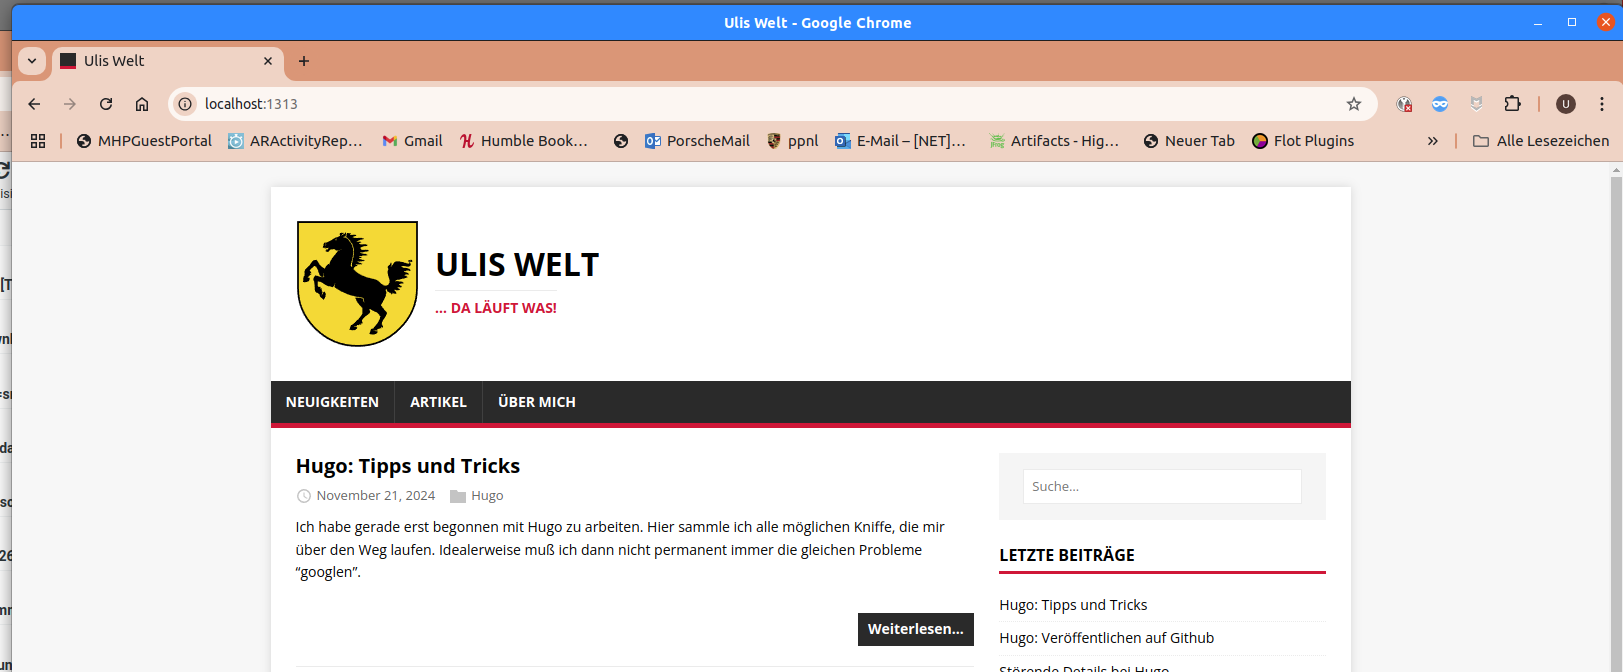 Ulis Welt - Google Chrome
Ulis Welt
localhost:1313
U
MHPGuestPortal
ARActivityRep...
Gmail
Humble Book...
PorscheMail
ppnl
E-Mail – [NET]...
Artifacts - Hig...
Neuer Tab
Flot Plugins
»
Alle Lesezeichen
ULIS WELT
... DA LÄUFT WAS!
NEUIGKEITEN
ARTIKEL
ÜBER MICH
Hugo: Tipps und Tricks
November 21, 2024
Hugo
Ich habe gerade erst begonnen mit Hugo zu arbeiten. Hier sammle ich alle möglichen Kniffe, die mir
über den Weg laufen. Idealerweise muß ich dann nicht permanent immer die gleichen Probleme
“googlen”.
Weiterlesen...
Suche...
LETZTE BEITRÄGE
Hugo: Tipps und Tricks
Hugo: Veröffentlichen auf Github
Störende Details bei Hugo